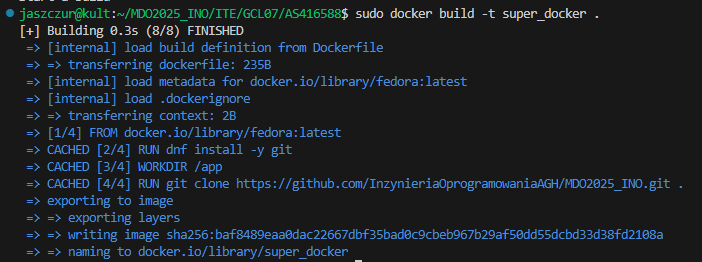 jaszczur@kult:~/MDO2025_INO/ITE/GCL07/AS416588$ sudo docker build -t super_docker .
[+] Building 0.3s (8/8) FINISHED
=> [internal] load build definition from Dockerfile
=> => transferring dockerfile: 235B
=> [internal] load metadata for docker.io/library/fedora:latest
=> [internal] load .dockerignore
=> => transferring context: 2B
=> [1/4] FROM docker.io/library/fedora:latest
=> CACHED [2/4] RUN dnf install -y git
=> CACHED [3/4] WORKDIR /app
=> CACHED [4/4] RUN git clone https://github.com/InzynieriaOprogramowaniaAGH/MDO2025_INO.git .
=> exporting to image
=> => exporting layers
=> => writing image sha256:baf8489eaa0dac22667dbf35bad0c9cbeb967b29af50dd55dcbd33d38fd2108a
=> => naming to docker.io/library/super_docker